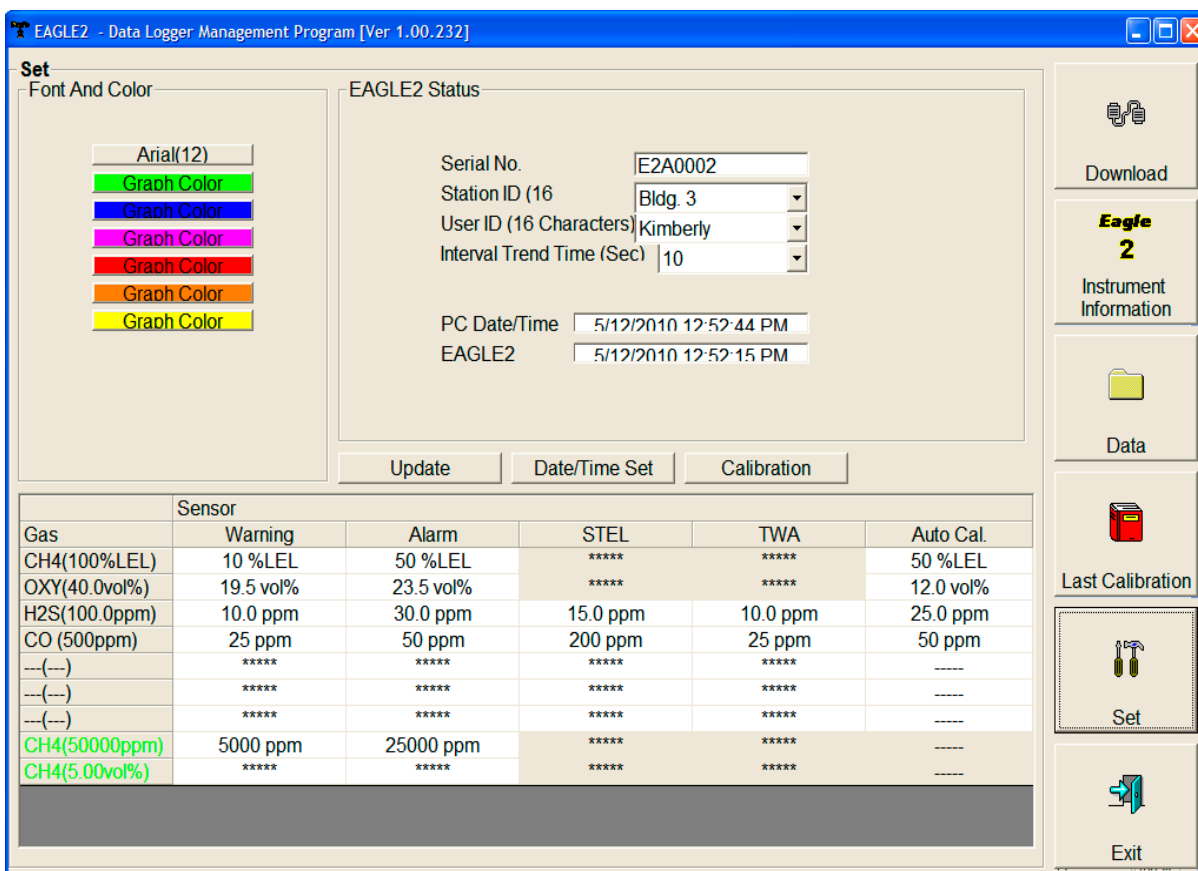 EAGLE2 - Data Logger Management Program [Ver 1.00.232]
Set
Font And Color
Arial(12)
Graph Color
Graph Color
Graph Color
Graph Color
Graph Color
Graph Color
EAGLE2 Status
Serial No. E2A0002
Station ID (16 Bldg. 3
User ID (16 Characters) Kimberly
Interval Trend Time (Sec) 10
PC Date/Time 5/12/2010 12:52:44 PM
EAGLE2 5/12/2010 12:52:15 PM
Update Date/Time Set Calibration
Sensor
Gas Warning Alarm STEL TWA Auto Cal.
CH4(100%LEL) 10 %LEL 50 %LEL ***** ***** 50 %LEL
OXY(40.0vol%) 19.5 vol% 23.5 vol% ***** ***** 12.0 vol%
H2S(100.0ppm) 10.0 ppm 30.0 ppm 15.0 ppm 10.0 ppm 25.0 ppm
CO (500ppm) 25 ppm 50 ppm 200 ppm 25 ppm 50 ppm
---(---) ***** ***** ***** ***** -----
---(---) ***** ***** ***** ***** -----
---(---) ***** ***** ***** ***** -----
CH4(50000ppm) 5000 ppm 25000 ppm ***** ***** -----
CH4(5.00vol%) ***** ***** ***** ***** -----
Download
Eagle
2
Instrument
Information
Data
Last Calibration
Set
Exit